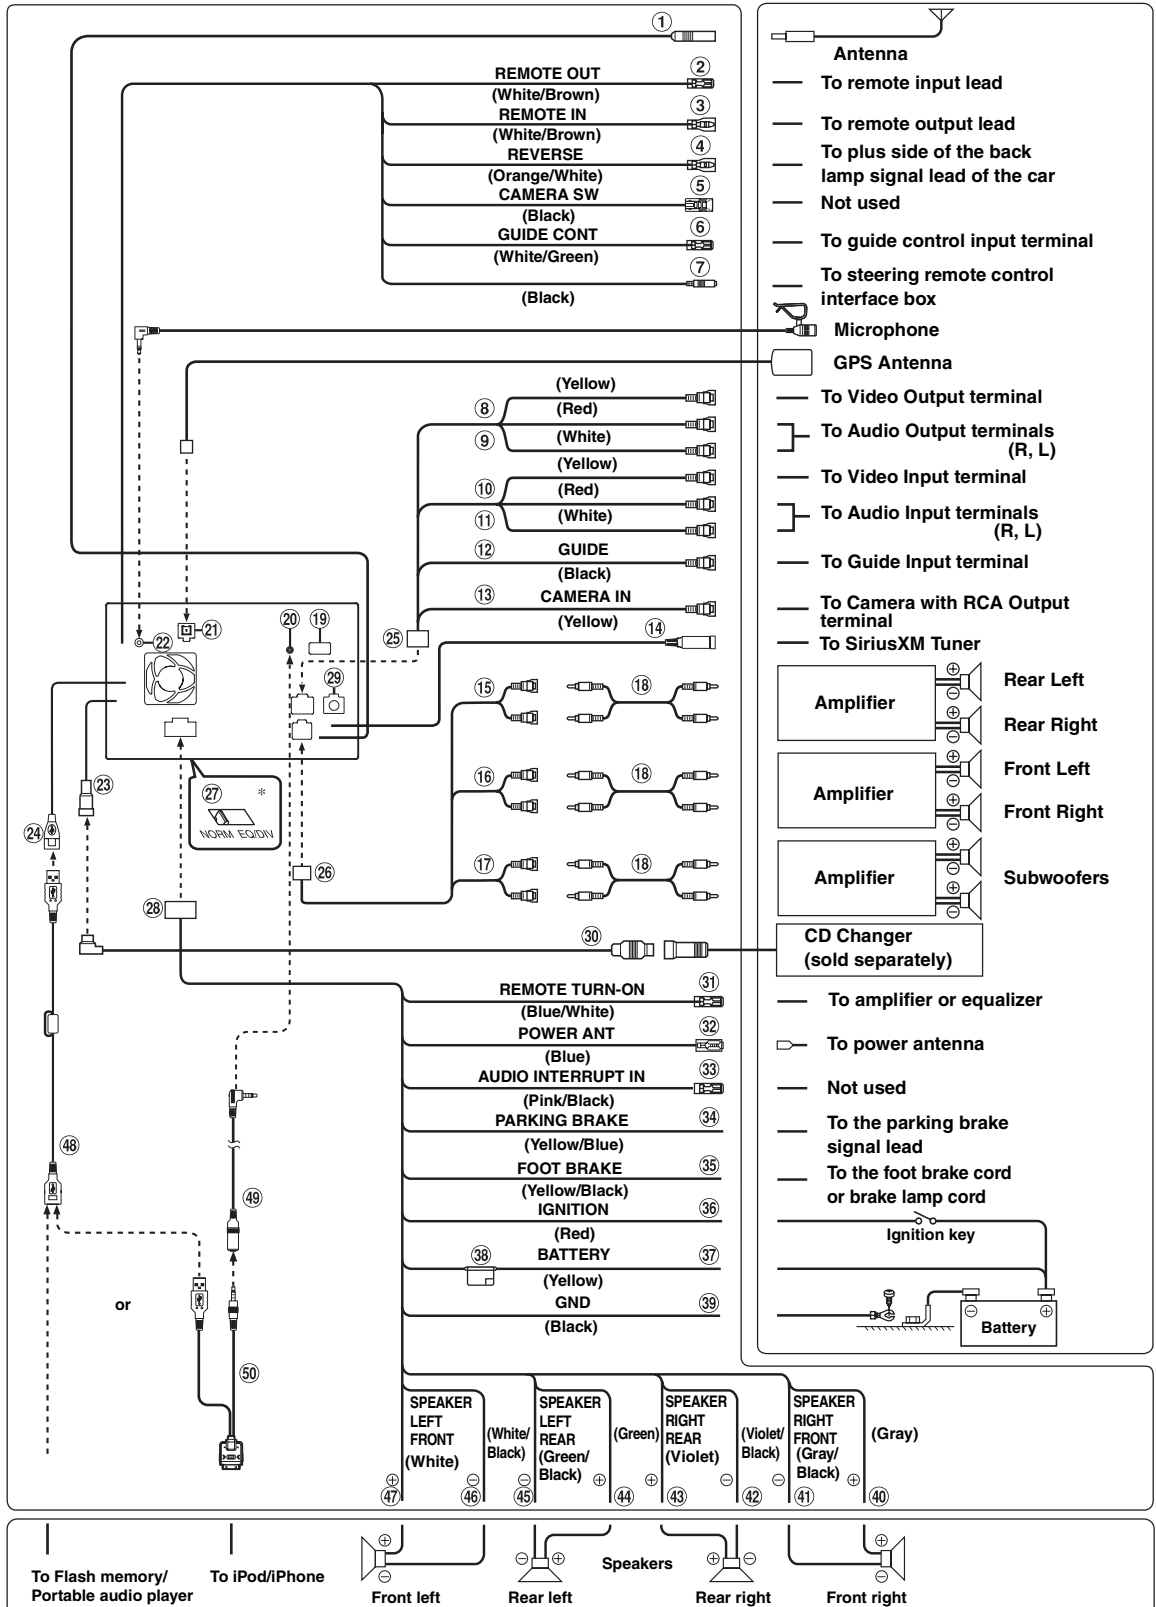 ①
Antenna
REMOTE OUT ②
(White/Brown)
To remote input lead
REMOTE IN ③
(White/Brown)
To remote output lead
REVERSE ④
(Orange/White)
To plus side of the back
lamp signal lead of the car
CAMERA SW ⑤
(Black)
Not used
GUIDE CONT ⑥
(White/Green)
To guide control input terminal
⑦
(Black)
To steering remote control
interface box
Microphone
GPS Antenna
(Yellow)
To Video Output terminal
⑧ (Red)
⑨ (White)
To Audio Output terminals
(R, L)
(Yellow)
To Video Input terminal
⑩ (Red)
⑪ (White)
To Audio Input terminals
(R, L)
⑫ GUIDE
(Black)
To Guide Input terminal
⑬ CAMERA IN
(Yellow)
To Camera with RCA Output
terminal
⑭
To SiriusXM Tuner
㉒ ㉑ ⑳ ⑲ ㉕
㉙
⑮ ⑱
Amplifier
⊕
⊖
Rear Left
⊕
⊖
Rear Right
⑯ ⑱
Amplifier
⊕
⊖
Front Left
⊕
⊖
Front Right
㉓
㉗ *
NORM EQ/DIV
㉔
㉖
⑰ ⑱
Amplifier
⊕
⊖
⊕
⊖
Subwoofers
㉘
㉚
CD Changer
(sold separately)
REMOTE TURN-ON ㉛
(Blue/White)
To amplifier or equalizer
POWER ANT ㉜
(Blue)
To power antenna
AUDIO INTERRUPT IN ㉝
(Pink/Black)
Not used
PARKING BRAKE ㉞
(Yellow/Blue)
To the parking brake
signal lead
FOOT BRAKE ㉟
(Yellow/Black)
To the foot brake cord
or brake lamp cord
IGNITION ㊱
(Red)
Ignition key
㊳ BATTERY ㊲
(Yellow)
GND ㊴
(Black)
⊖ ⊕
Battery
㊽
㊾
or
㊿
SPEAKER
LEFT
FRONT
(White)
(White/
Black)
SPEAKER
LEFT
REAR
(Green/
Black)
(Green)
SPEAKER
RIGHT
REAR
(Violet)
(Violet/
Black)
SPEAKER
RIGHT
FRONT
(Gray/
Black)
(Gray)
⊕ ⊖ ⊖ ⊕ ⊕ ⊖ ⊖ ⊕
㊼ ㊻ ㊺ ㊹ ㊸ ㊷ ㊶ ㊵
To Flash memory/
Portable audio player
To iPod/iPhone
⊕
⊖
Front left
⊖ ⊕
Rear left
Speakers
⊕ ⊖
Rear right
⊕
⊖
Front right